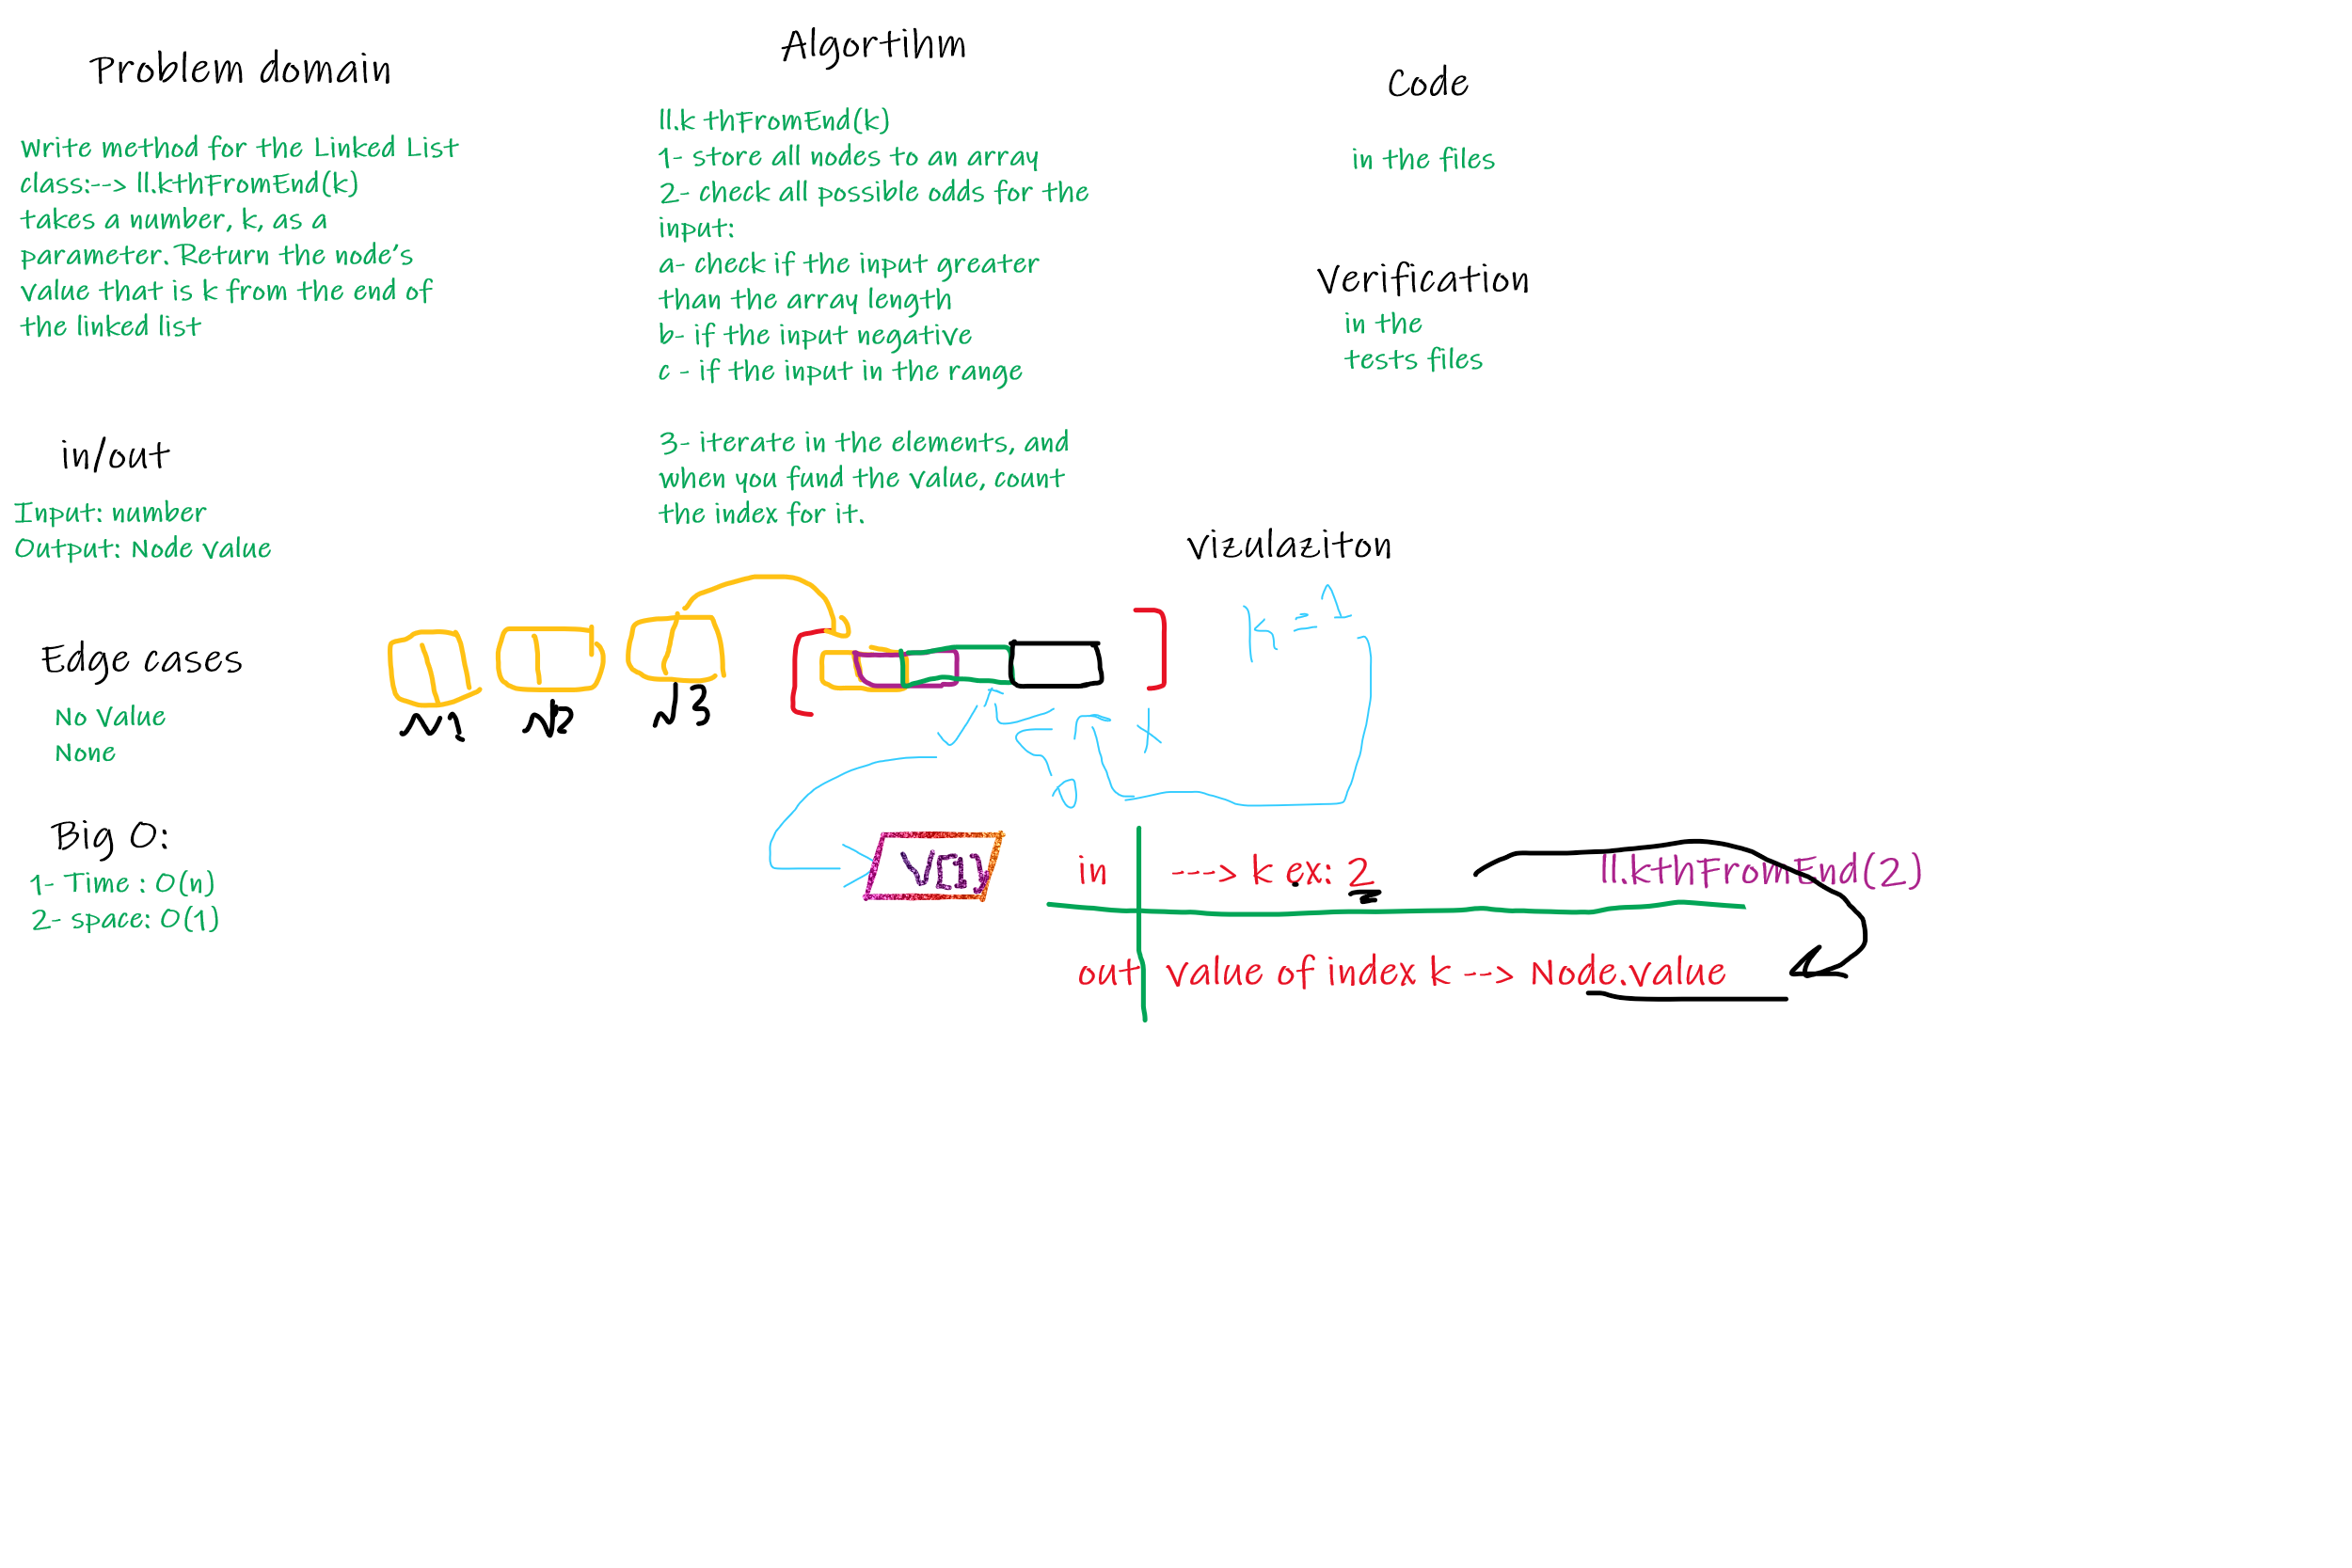 Problem domain
Write method for the Linked List
class:--> ll.kthFromEnd(k)
takes a number, k, as a
parameter. Return the node's
value that is k from the end of
the linked list
in/out
Input: number
Output: Node value
Edge cases
No Value
None
Big O:
1- Time : O(n)
2- space: O(1)
Algortihm
ll.k thFromEnd(k)
1- store all nodes to an array
2- check all possible odds for the
input:
a- check if the input greater
than the array length
b- if the input negative
c - if the input in the range
3- iterate in the elements, and
when you fund the value, count
the index for it.
Code
in the files
Verification
in the
tests files
vizulaziton
k = 1
N1 N2 N3
0
V[1]
in ---> k ex: 2 ll.kthFromEnd(2)
out value of index k --> Node.value